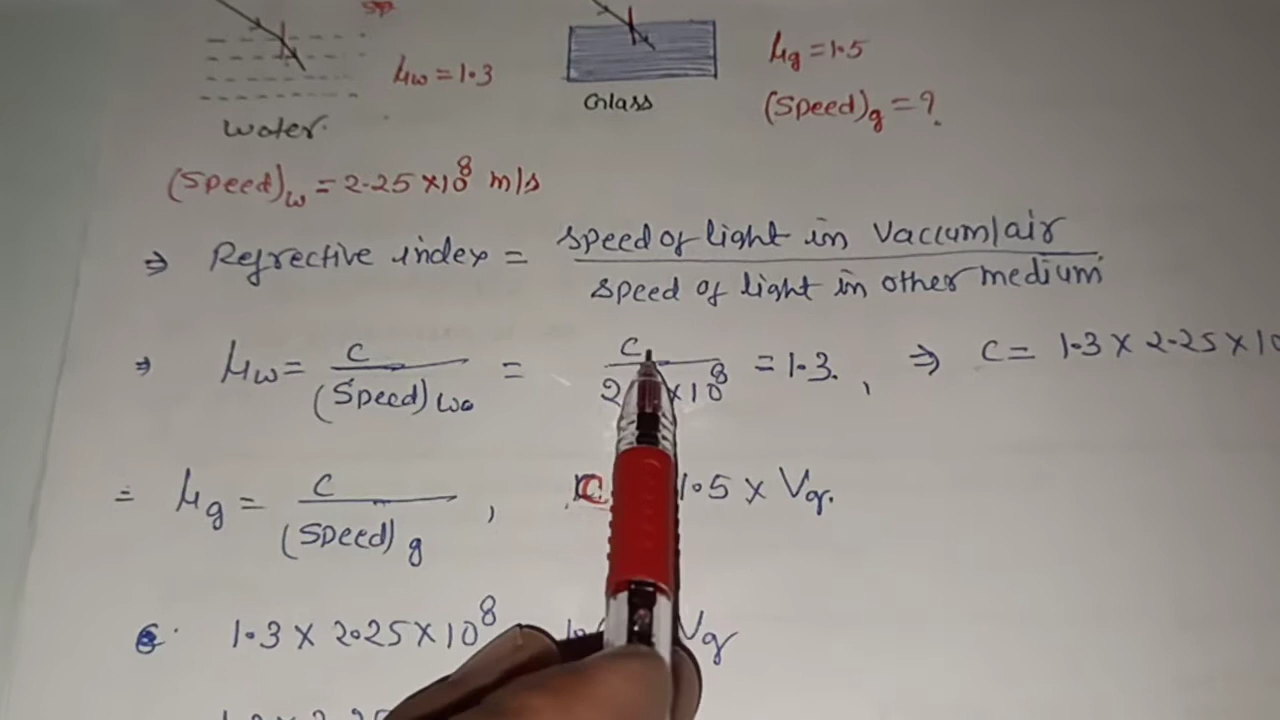 μw = 1.3
Glass
μg = 1.5
(Speed)g = ?
water.
(Speed)w = 2.25 × 10⁸ m/s
⇒ Refrective index = speed of light in Vaccum/air / speed of light in other medium
⇒ μw = c / (Speed)wa = c / 2 × 10⁸ = 1.3 , ⇒ c = 1.3 × 2.25 × 10
= μg = c / (Speed)g , C 1.5 × Vg.
1.3 × 2.25 × 10⁸ Vg